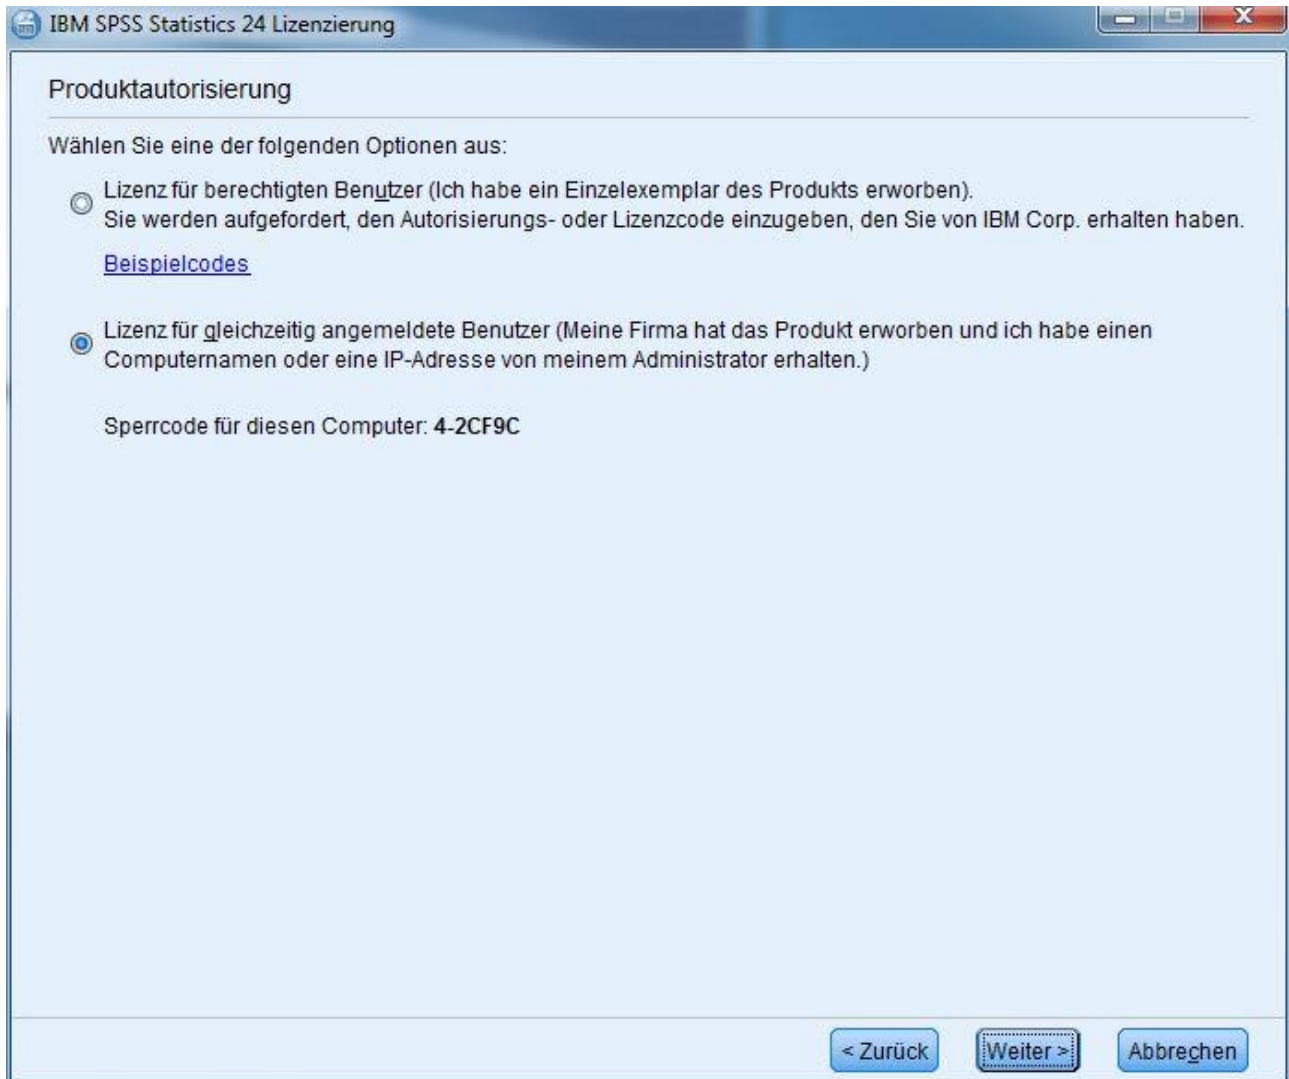 IBM SPSS Statistics 24 Lizenzierung
Produktautorisierung
Wählen Sie eine der folgenden Optionen aus:
Lizenz für berechtigten Benutzer (Ich habe ein Einzelexemplar des Produkts erworben).
Sie werden aufgefordert, den Autorisierungs- oder Lizenzcode einzugeben, den Sie von IBM Corp. erhalten haben.
Beispielcodes
Lizenz für gleichzeitig angemeldete Benutzer (Meine Firma hat das Produkt erworben und ich habe einen
Computernamen oder eine IP-Adresse von meinem Administrator erhalten.)
Sperrcode für diesen Computer: 4-2CF9C
< Zurück
Weiter >
Abbrechen